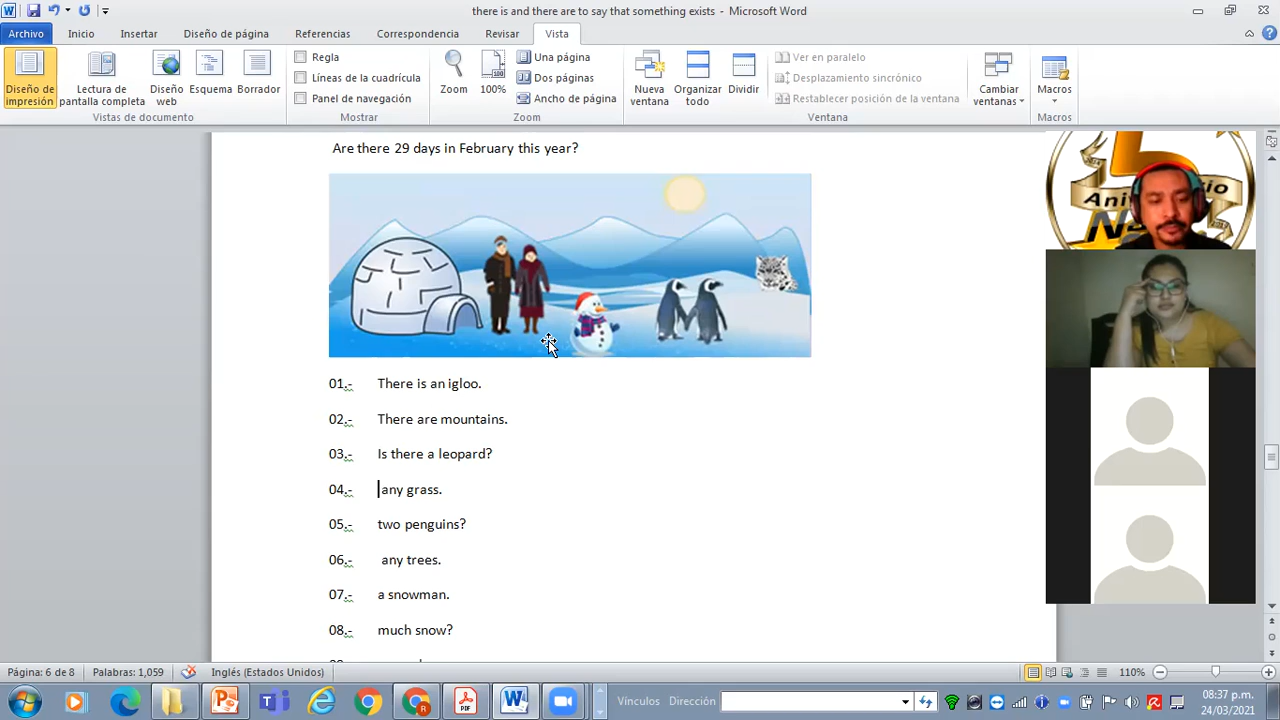 there is and there are to say that something exists - Microsoft Word
Archivo Inicio Insertar Diseño de página Referencias Correspondencia Revisar Vista
Diseño de impresión
Lectura de pantalla completa
Diseño web
Esquema
Borrador
Vistas de documento
Regla
Líneas de la cuadrícula
Panel de navegación
Mostrar
Zoom
100%
Una página
Dos páginas
Ancho de página
Zoom
Nueva ventana
Organizar todo
Dividir
Ver en paralelo
Desplazamiento sincrónico
Restablecer posición de la ventana
Cambiar ventanas
Ventana
Macros
Macros
Are there 29 days in February this year?
01.- There is an igloo.
02.- There are mountains.
03.- Is there a leopard?
04.- any grass.
05.- two penguins?
06.- any trees.
07.- a snowman.
08.- much snow?
Página: 6 de 8 Palabras: 1,059 Inglés (Estados Unidos) 110%
Vínculos Dirección
08:37 p.m.
24/03/2021